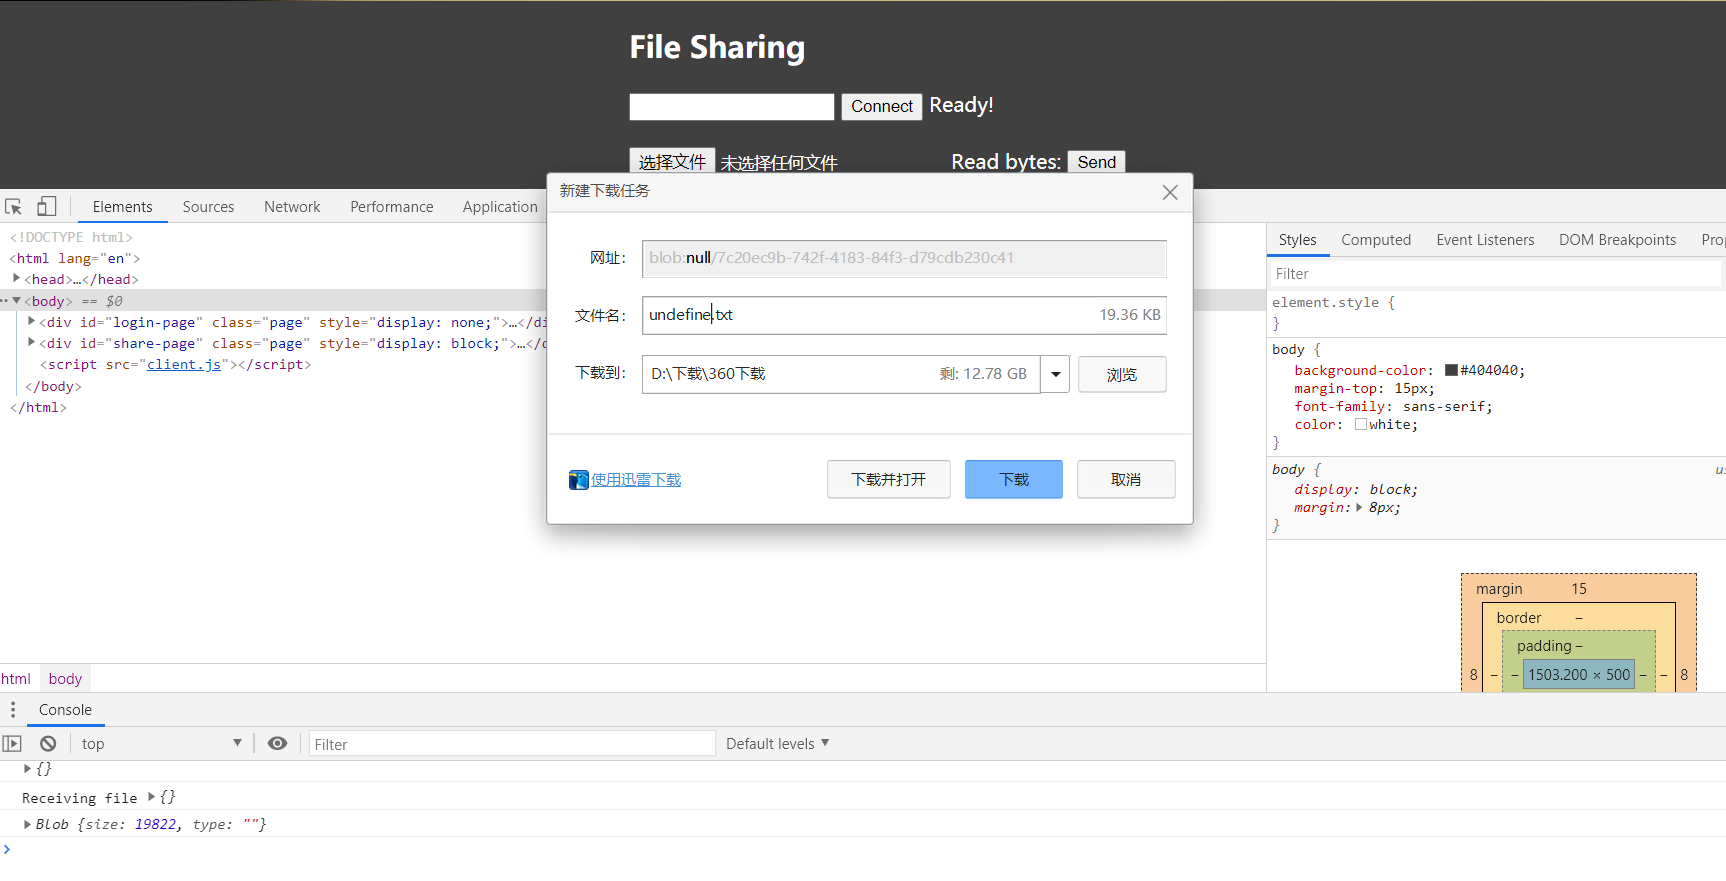 File Sharing
Connect Ready!
选择文件 未选择任何文件 Read bytes: Send
新建下载任务
网址: blob:null/7c20ec9b-742f-4183-84f3-d79cdb230c41
文件名: undefine.txt 19.36 KB
下载到: D:\下载\360下载 剩: 12.78 GB 浏览
使用迅雷下载 下载并打开 下载 取消
Elements Sources Network Performance Application
<!DOCTYPE html>
<html lang="en">
<head>…</head>
<body> == $0
<div id="login-page" class="page" style="display: none;">…</di
<div id="share-page" class="page" style="display: block;">…</
<script src="client.js"></script>
</body>
</html>
html body
Styles Computed Event Listeners DOM Breakpoints Prop
Filter
element.style {
}
body {
background-color: #404040;
margin-top: 15px;
font-family: sans-serif;
color: white;
}
body { us
display: block;
margin: 8px;
}
margin 15
border –
padding –
8 – – 1503.200 × 500 – – 8
Console
top Filter Default levels
{}
Receiving file {}
Blob {size: 19822, type: ""}